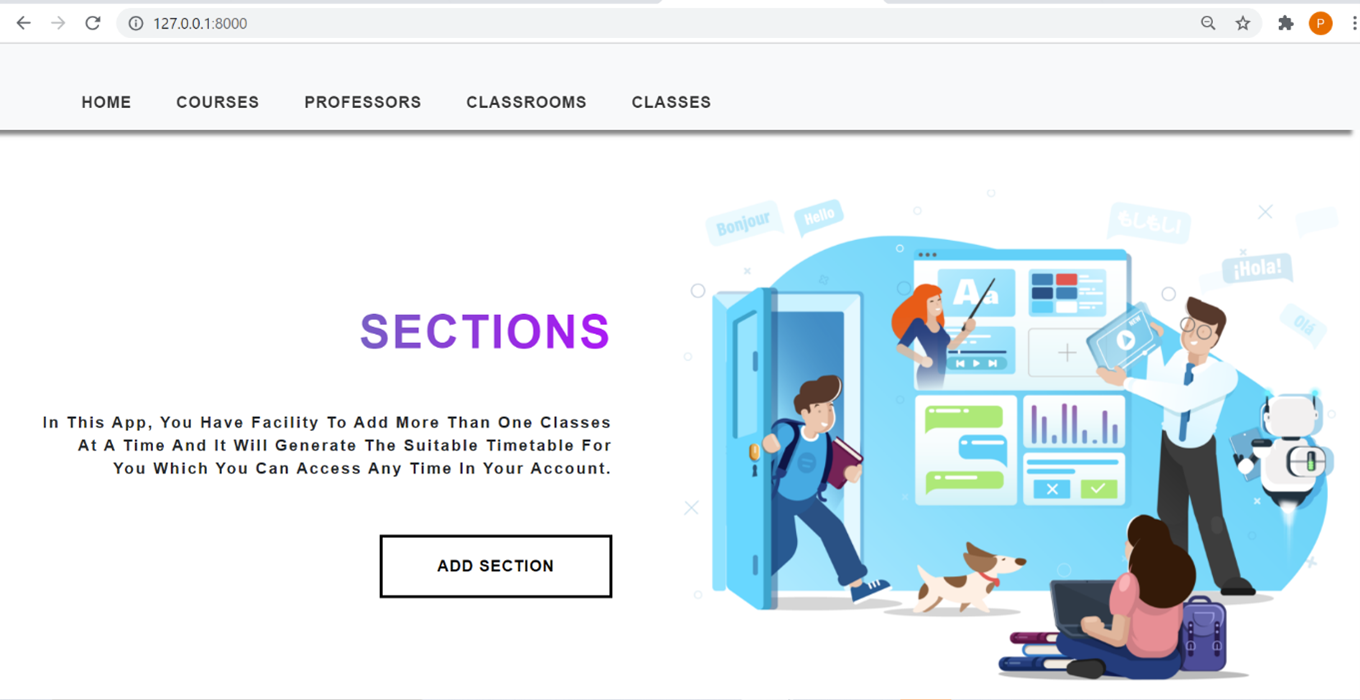 127.0.0.1:8000
P
HOME COURSES PROFESSORS CLASSROOMS CLASSES
Bonjour
Hello
もしもし!
¡Hola!
Olá
Aa
NEW
SECTIONS
In This App, You Have Facility To Add More Than One Classes
At A Time And It Will Generate The Suitable Timetable For
You Which You Can Access Any Time In Your Account.
ADD SECTION